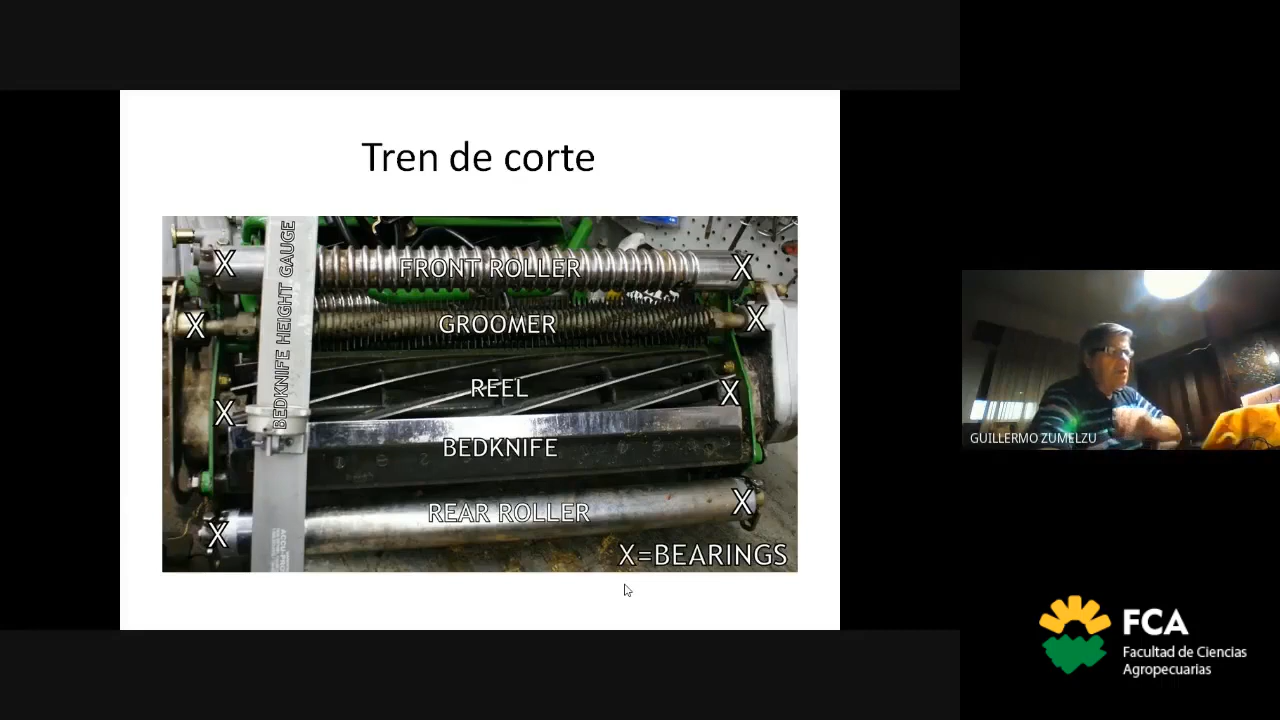 Tren de corte
BEDKNIFE HEIGHT GAUGE
X
FRONT ROLLER
X
X
GROOMER
X
REEL
X
X
BEDKNIFE
REAR ROLLER
X
X
X=BEARINGS
GUILLERMO ZUMELZU
FCA
Facultad de Ciencias
Agropecuarias